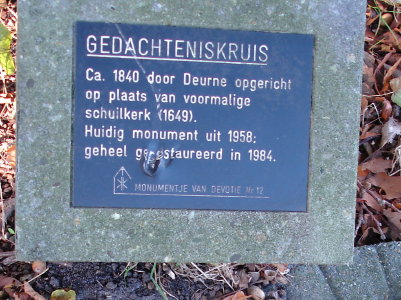 GEDACHTENISKRUIS
Ca. 1840 door Deurne opgericht
op plaats van voormalige
schuilkerk (1649).
Huidig monument uit 1958;
geheel gerestaureerd in 1984.
MONUMENTJE VAN DEVOTIE Nr. 12